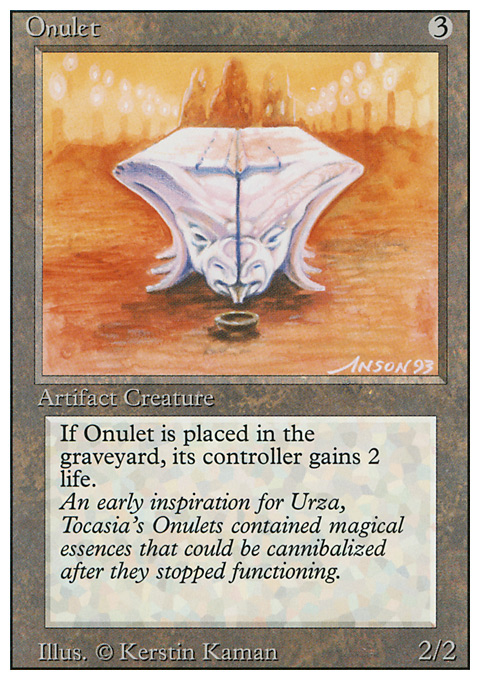 Onulet 3
ANSON 93
Artifact Creature
If Onulet is placed in the
graveyard, its controller gains 2
life.
An early inspiration for Urza,
Tocasia's Onulets contained magical
essences that could be cannibalized
after they stopped functioning.
Illus. © Kerstin Kaman 2/2